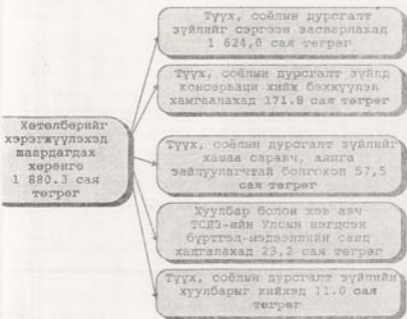 Хөтөлбөрийг
хэрэгжүүлэхэд
шаардагдах
хөрөнгө
1 880.3 сая
төгрөг
Түүх, соёлын дурсгалт
зүйлийг сэргээн засварлахад
1 624,0 сая төгрөг
Түүх, соёлын дурсгалт зүйлд
консерваци хийж бэхжүүлэн
хамгаалахад 171.8 сая төгрөг
Түүх, соёлын дурсгалт зүйлийг
хашаа саравч, аянга
зайлуулагчтай болгоход 57,5
сая төгрөг
Хуулбар болон хэв авч
ТСДЗ-ийн Улсын нэгдсэн
бүртгэл-мэдээллийн санд
хадгалахад 23,2 сая төгрөг
Түүх, соёлын дурсгалт зүйлийн
хуулбарыг хийхэд 11.0 сая
төгрөг